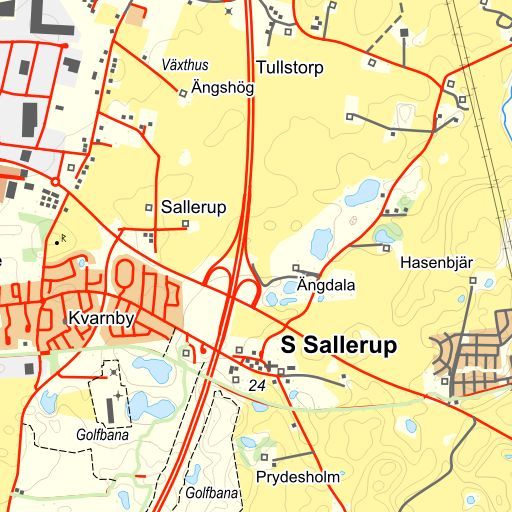 Växthus
Tullstorp
Ängshög
Sallerup
Hasenbjär
Ängdala
Kvarnby
S Sallerup
24
Golfbana
Prydesholm
Golfbana
e
R